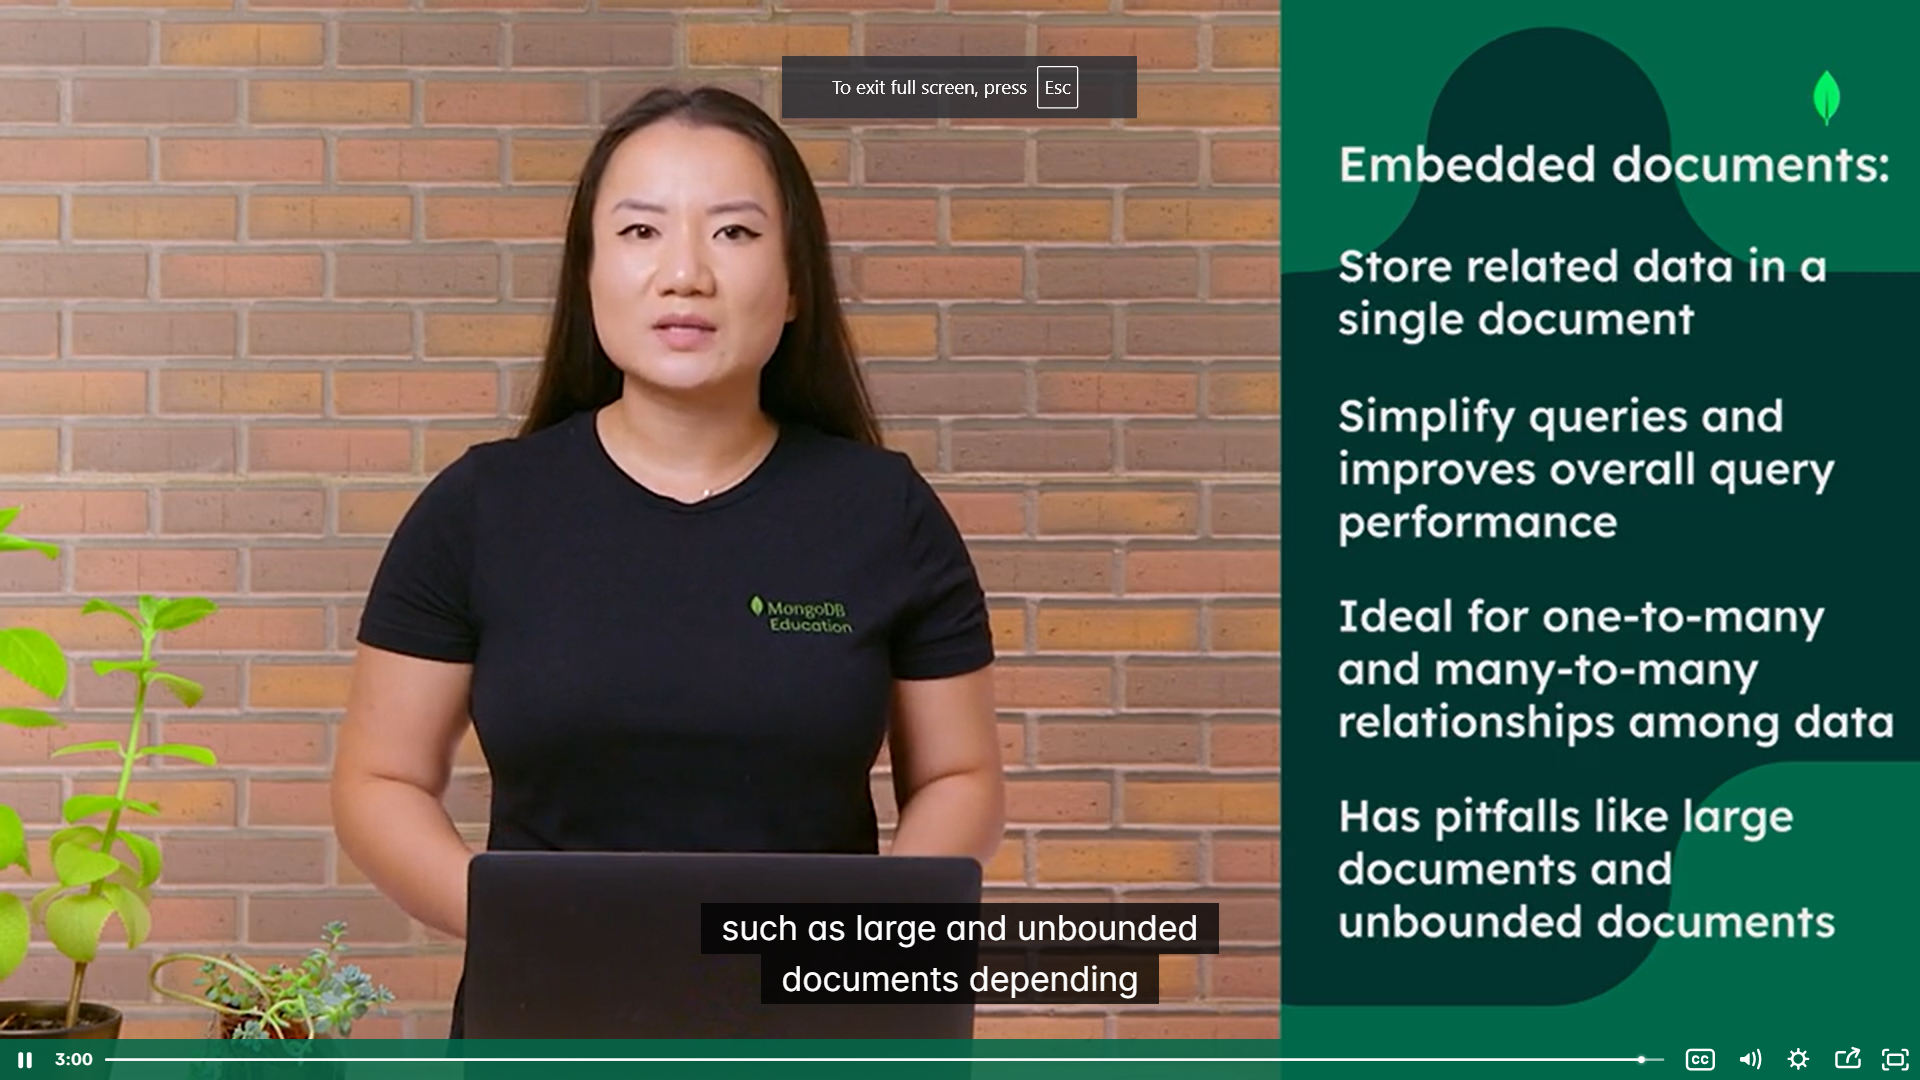 To exit full screen, press Esc
Embedded documents:
Store related data in a
single document
Simplify queries and
improves overall query
performance
Ideal for one-to-many
and many-to-many
relationships among data
Has pitfalls like large
documents and
unbounded documents
MongoDB
Education
such as large and unbounded
documents depending
3:00
CC